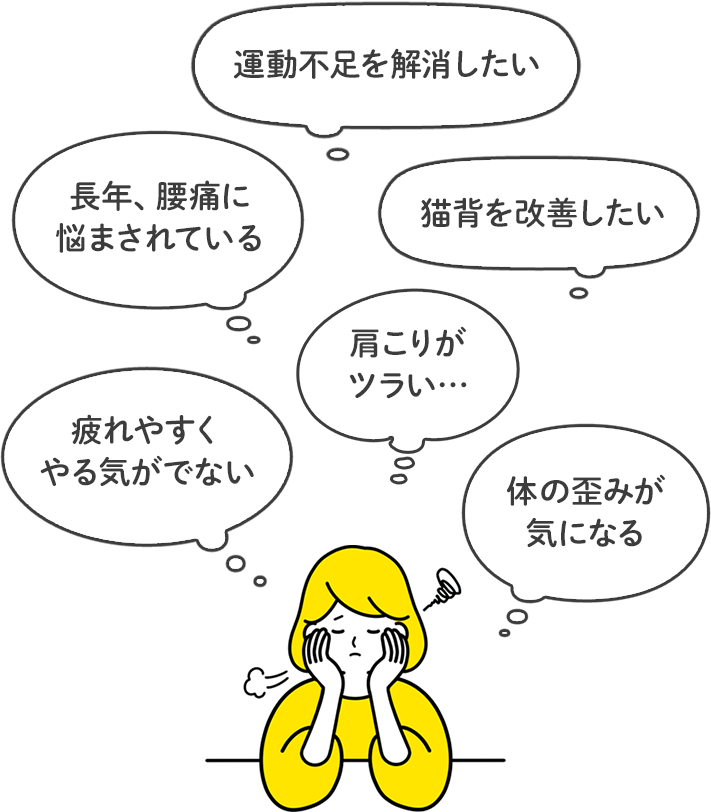 運動不足を解消したい
長年、腰痛に
悩まされている
猫背を改善したい
肩こりが
ツラい…
疲れやすく
やる気がでない
体の歪みが
気になる